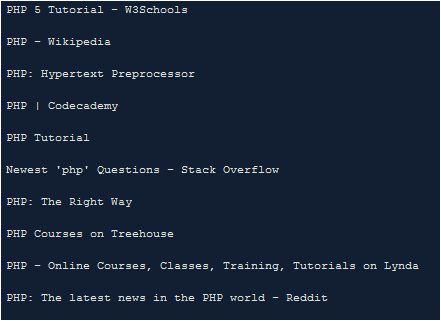 PHP 5 Tutorial - W3Schools
PHP - Wikipedia
PHP: Hypertext Preprocessor
PHP | Codecademy
PHP Tutorial
Newest 'php' Questions - Stack Overflow
PHP: The Right Way
PHP Courses on Treehouse
PHP - Online Courses, Classes, Training, Tutorials on Lynda
PHP: The latest news in the PHP world - Reddit